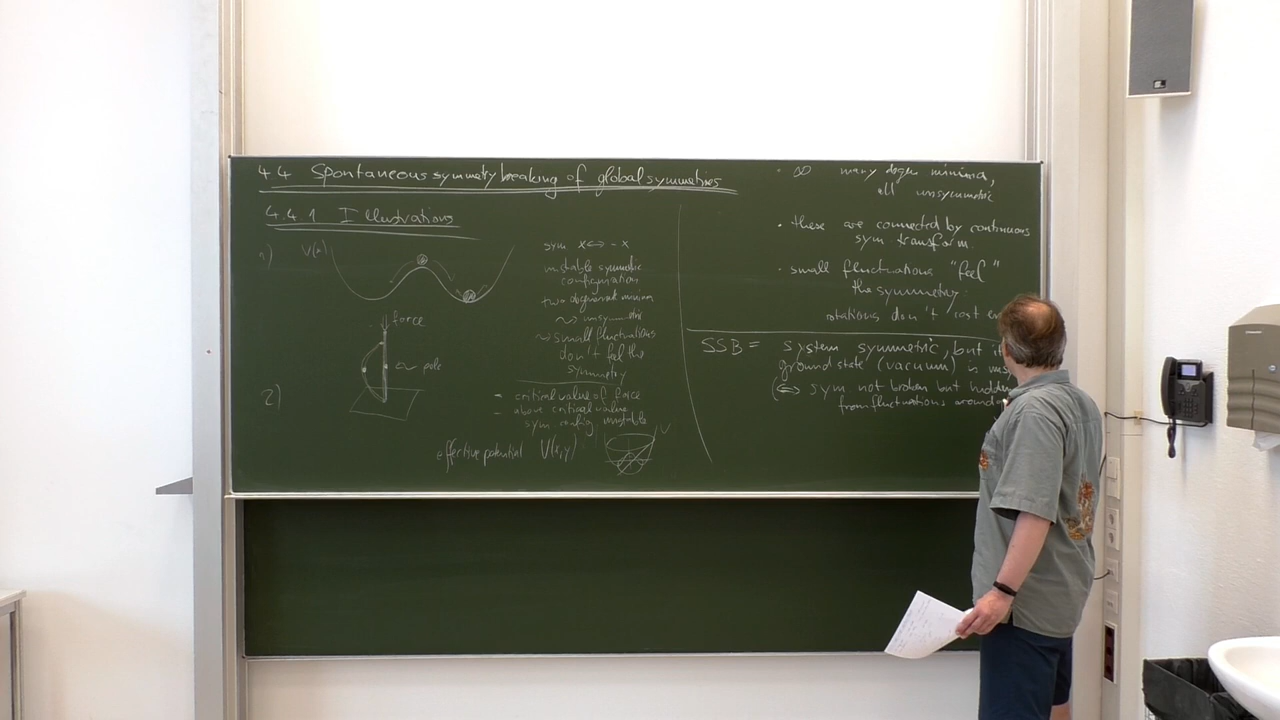 4.4 Spontaneous symmetry breaking of global symmetries
4.4.1 Illustrations
1)
V(x)
sym x ↔ -x
unstable symmetric
configuration
two degenerate minima
↝ unsymmetric
↝ small fluctuations
don't feel the
symmetry
2)
force
~ pole
- critical value of force
- above critical value
sym config unstable
effective potential V(x,y)
V
• ∞ many degen minima,
all unsymmetric
• these are connected by continuous
sym transform.
• small fluctuations "feel"
the symmetry
rotations don't cost
SSB = system symmetric, but
ground state (vacuum) is
(⇔ sym not broken but hidden
from fluctuations around